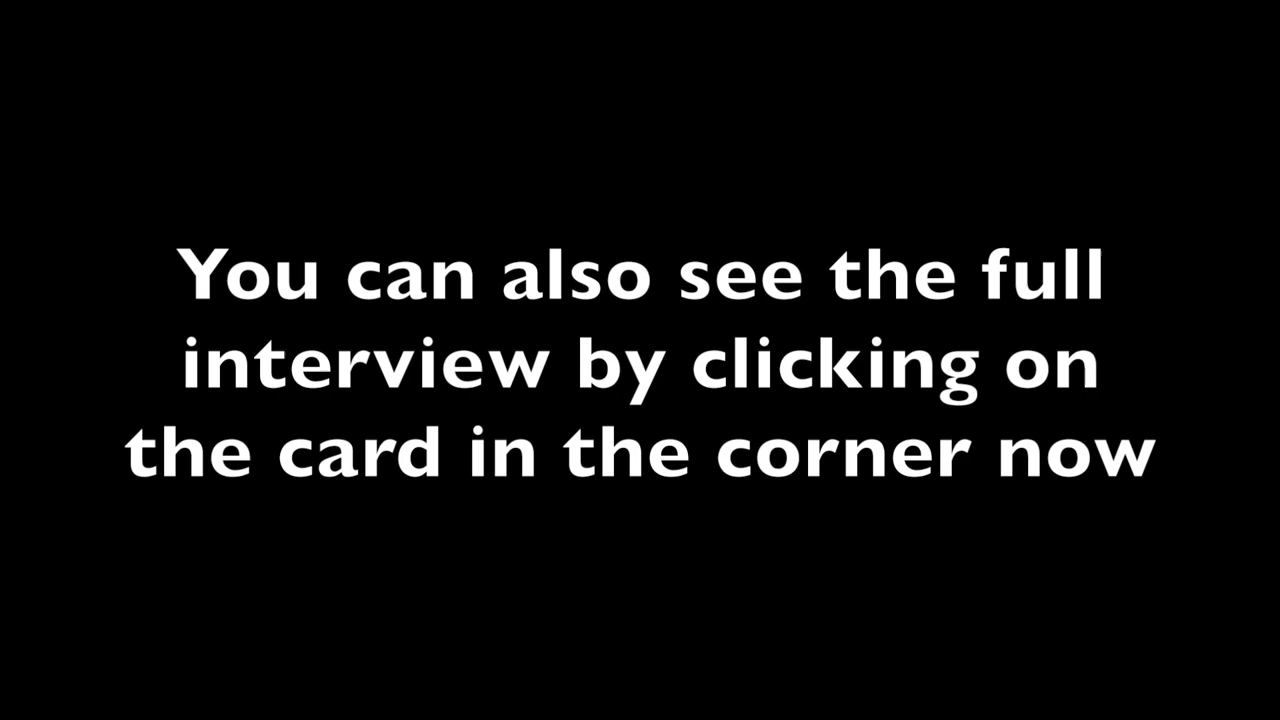 You can also see the full
interview by clicking on
the card in the corner now